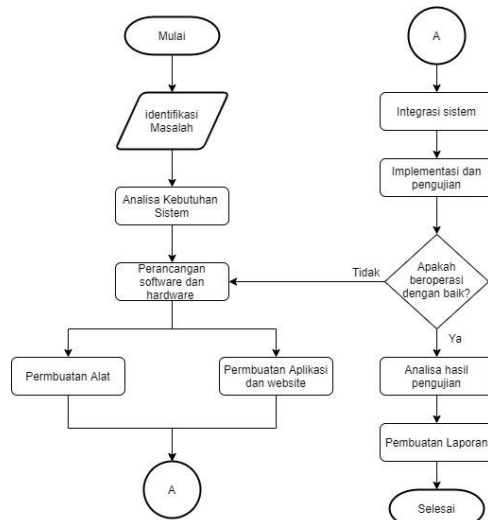 Mulai
identifikasi
Masalah
Analisa Kebutuhan
Sistem
Perancangan
software dan
hardware
Permbuatan Alat
Permbuatan Aplikasi
dan website
A
A
Integrasi sistem
Implementasi dan
pengujian
Apakah
beroperasi
dengan baik?
Tidak
Ya
Analisa hasil
pengujian
Pembuatan Laporan
Selesai